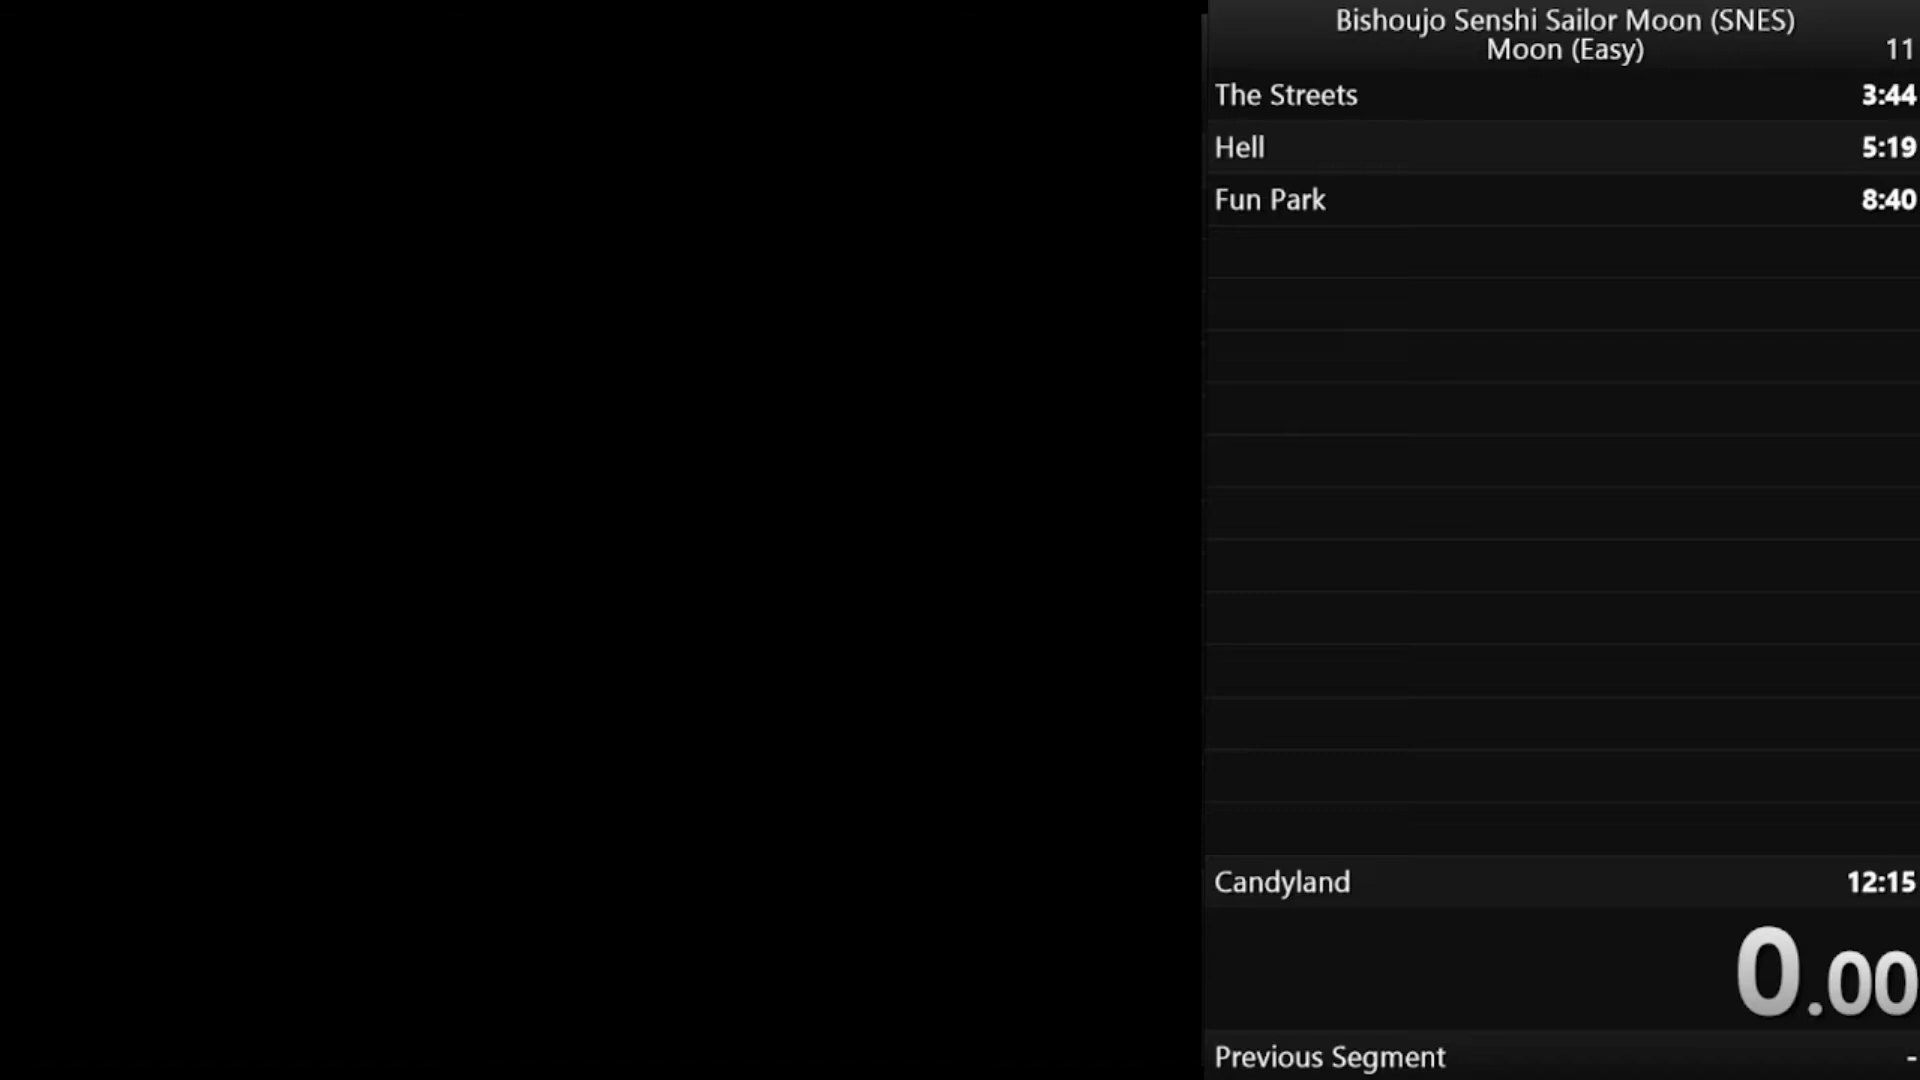 Bishoujo Senshi Sailor Moon (SNES)
Moon (Easy) 11
The Streets 3:44
Hell 5:19
Fun Park 8:40
Candyland 12:15
0.00
Previous Segment -